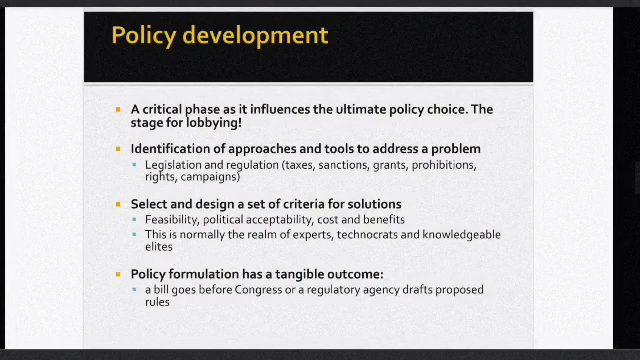 Policy development
A critical phase as it influences the ultimate policy choice. The
stage for lobbying!
Identification of approaches and tools to address a problem
Legislation and regulation (taxes, sanctions, grants, prohibitions,
rights, campaigns)
Select and design a set of criteria for solutions
Feasibility, political acceptability, cost and benefits
This is normally the realm of experts, technocrats and knowledgeable
elites
Policy formulation has a tangible outcome:
a bill goes before Congress or a regulatory agency drafts proposed
rules